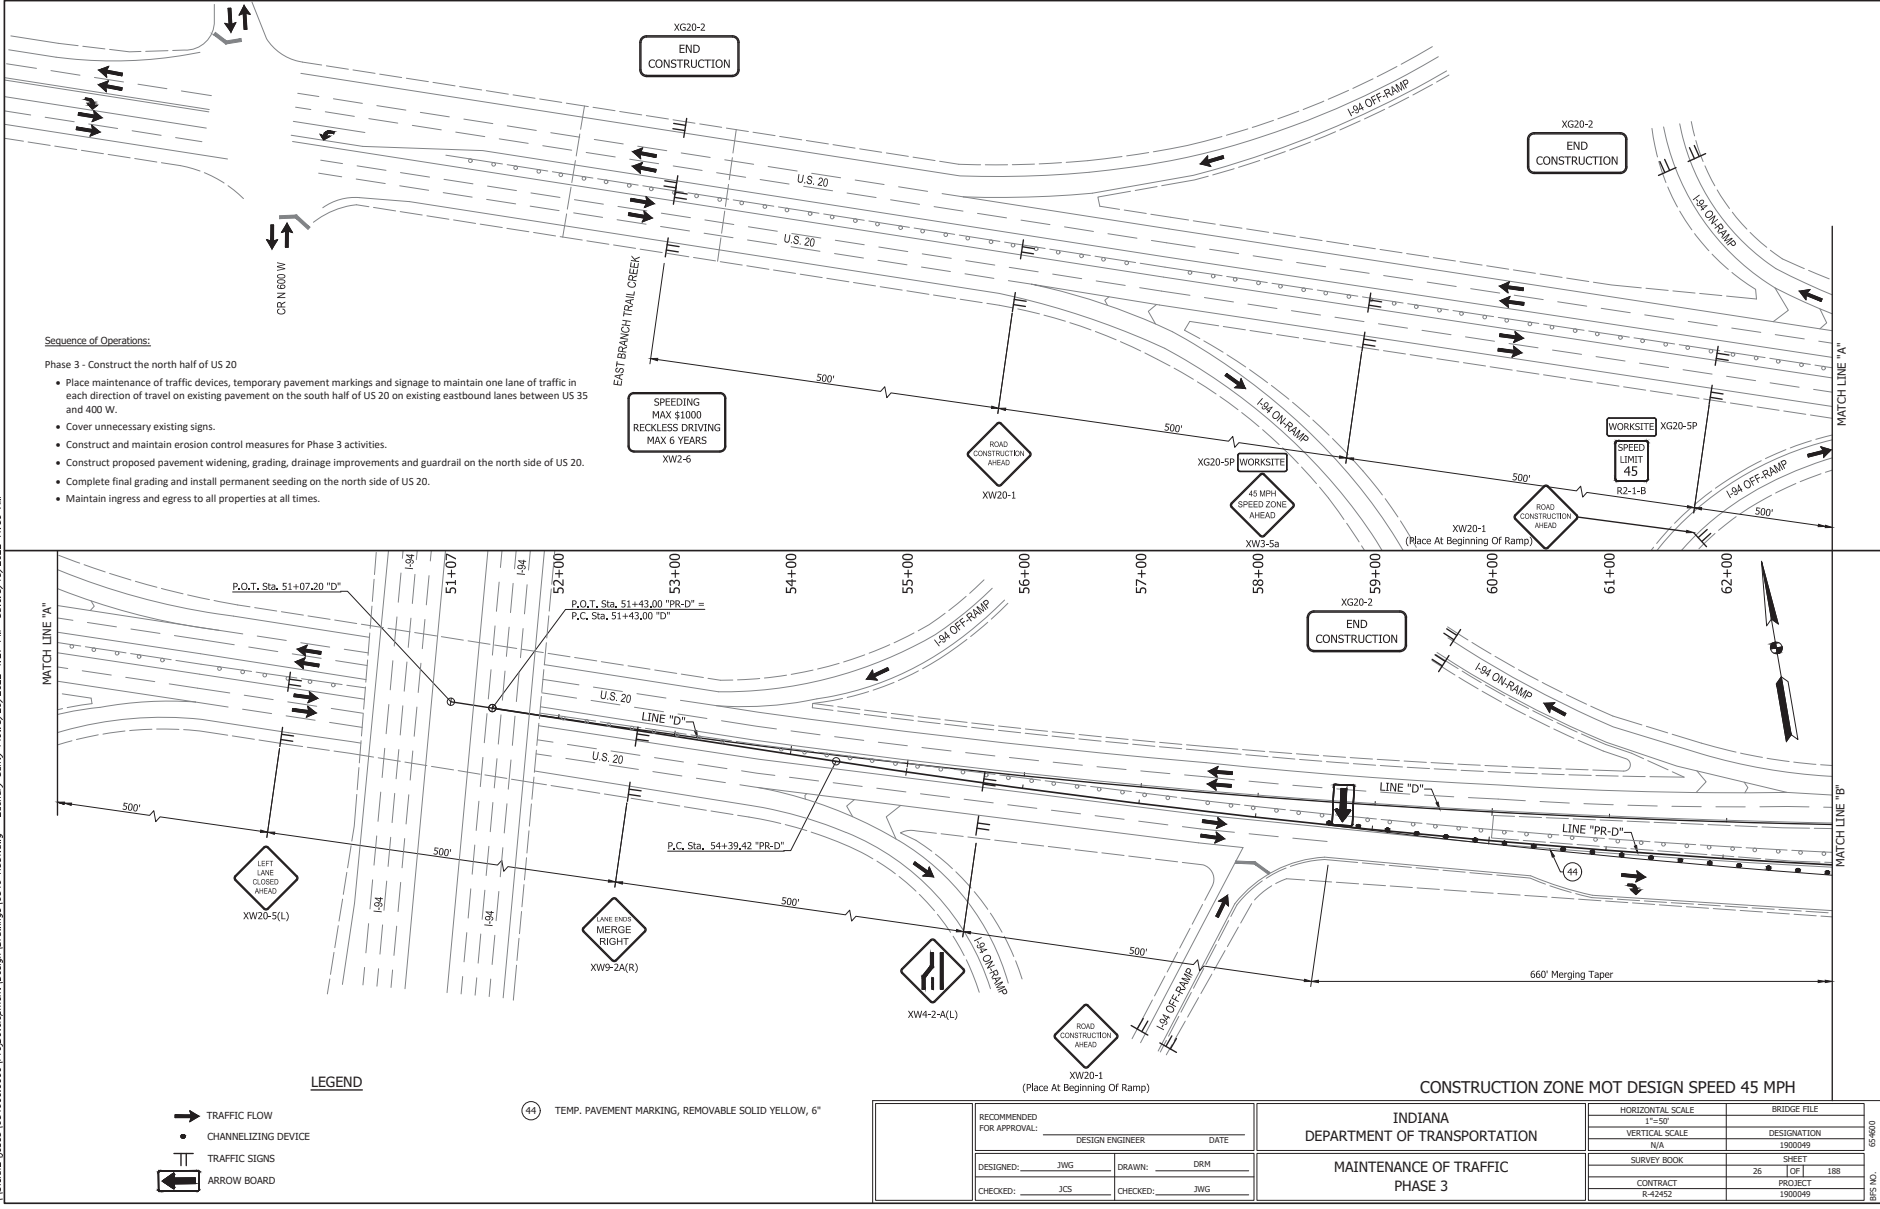 XG20-2
END
CONSTRUCTION
I-94 OFF-RAMP
XG20-2
END
CONSTRUCTION
U.S. 20
U.S. 20
I-94 ON-RAMP
CR N 600 W
EAST BRANCH TRAIL CREEK
MATCH LINE "A"
Sequence of Operations:
Phase 3 - Construct the north half of US 20
• Place maintenance of traffic devices, temporary pavement markings and signage to maintain one lane of traffic in
each direction of travel on existing pavement on the south half of US 20 on existing eastbound lanes between US 35
and 400 W.
• Cover unnecessary existing signs.
• Construct and maintain erosion control measures for Phase 3 activities.
• Construct proposed pavement widening, grading, drainage improvements and guardrail on the north side of US 20.
• Complete final grading and install permanent seeding on the north side of US 20.
• Maintain ingress and egress to all properties at all times.
500'
500'
500'
500'
SPEEDING
MAX $1000
RECKLESS DRIVING
MAX 6 YEARS
XW2-6
ROAD
CONSTRUCTION
AHEAD
XW20-1
I-94 ON-RAMP
XG20-5P WORKSITE
45 MPH
SPEED ZONE
AHEAD
XW3-5a
WORKSITE XG20-5P
SPEED
LIMIT
45
R2-1-B
ROAD
CONSTRUCTION
AHEAD
XW20-1
(Place At Beginning Of Ramp)
I-94 OFF-RAMP
MATCH LINE "A"
P.O.T. Sta. 51+07.20 "D"
I-94
51+07
I-94
52+00
53+00
54+00
55+00
56+00
57+00
58+00
59+00
60+00
61+00
62+00
P.O.T. Sta. 51+43.00 "PR-D" =
P.C. Sta. 51+43.00 "D"
I-94 OFF-RAMP
XG20-2
END
CONSTRUCTION
I-94 ON-RAMP
U.S. 20
LINE "D"
U.S. 20
LINE "D"
LINE "PR-D"
44
MATCH LINE "B"
P.C. Sta. 54+39.42 "PR-D"
500'
500'
500'
500'
660' Merging Taper
LEFT
LANE
CLOSED
AHEAD
XW20-5(L)
I-94
I-94
LANE ENDS
MERGE
RIGHT
XW9-2A(R)
XW4-2-A(L)
I-94 ON-RAMP
I-94 OFF-RAMP
ROAD
CONSTRUCTION
AHEAD
XW20-1
(Place At Beginning Of Ramp)
LEGEND
TRAFFIC FLOW
CHANNELIZING DEVICE
TRAFFIC SIGNS
ARROW BOARD
44 TEMP. PAVEMENT MARKING, REMOVABLE SOLID YELLOW, 6"
CONSTRUCTION ZONE MOT DESIGN SPEED 45 MPH
RECOMMENDED
FOR APPROVAL:
DESIGN ENGINEER DATE
DESIGNED: JWG DRAWN: DRM
CHECKED: JCS CHECKED: JWG
INDIANA
DEPARTMENT OF TRANSPORTATION
MAINTENANCE OF TRAFFIC
PHASE 3
HORIZONTAL SCALE BRIDGE FILE
1"=50'
VERTICAL SCALE DESIGNATION
N/A 1900049
SURVEY BOOK SHEET
26 OF 188
CONTRACT PROJECT
R-42452 1900049
BFS NO. 654600